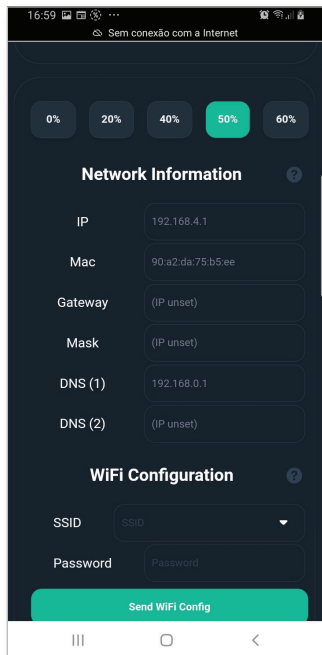 16:59
Sem conexão com a Internet
0% 20% 40% 50% 60%
Network Information ?
IP 192.168.4.1
Mac 90:a2:da:75:b5:ee
Gateway (IP unset)
Mask (IP unset)
DNS (1) 192.168.0.1
DNS (2) (IP unset)
WiFi Configuration ?
SSID SSID
Password Password
Send WiFi Config